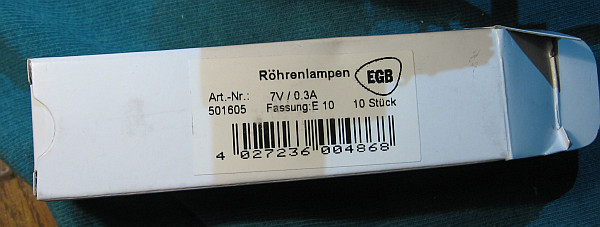 Röhrenlampen EGB
Art.-Nr.: 7V / 0.3A
501605 Fassung:E 10 10 Stück
4 027236 004868